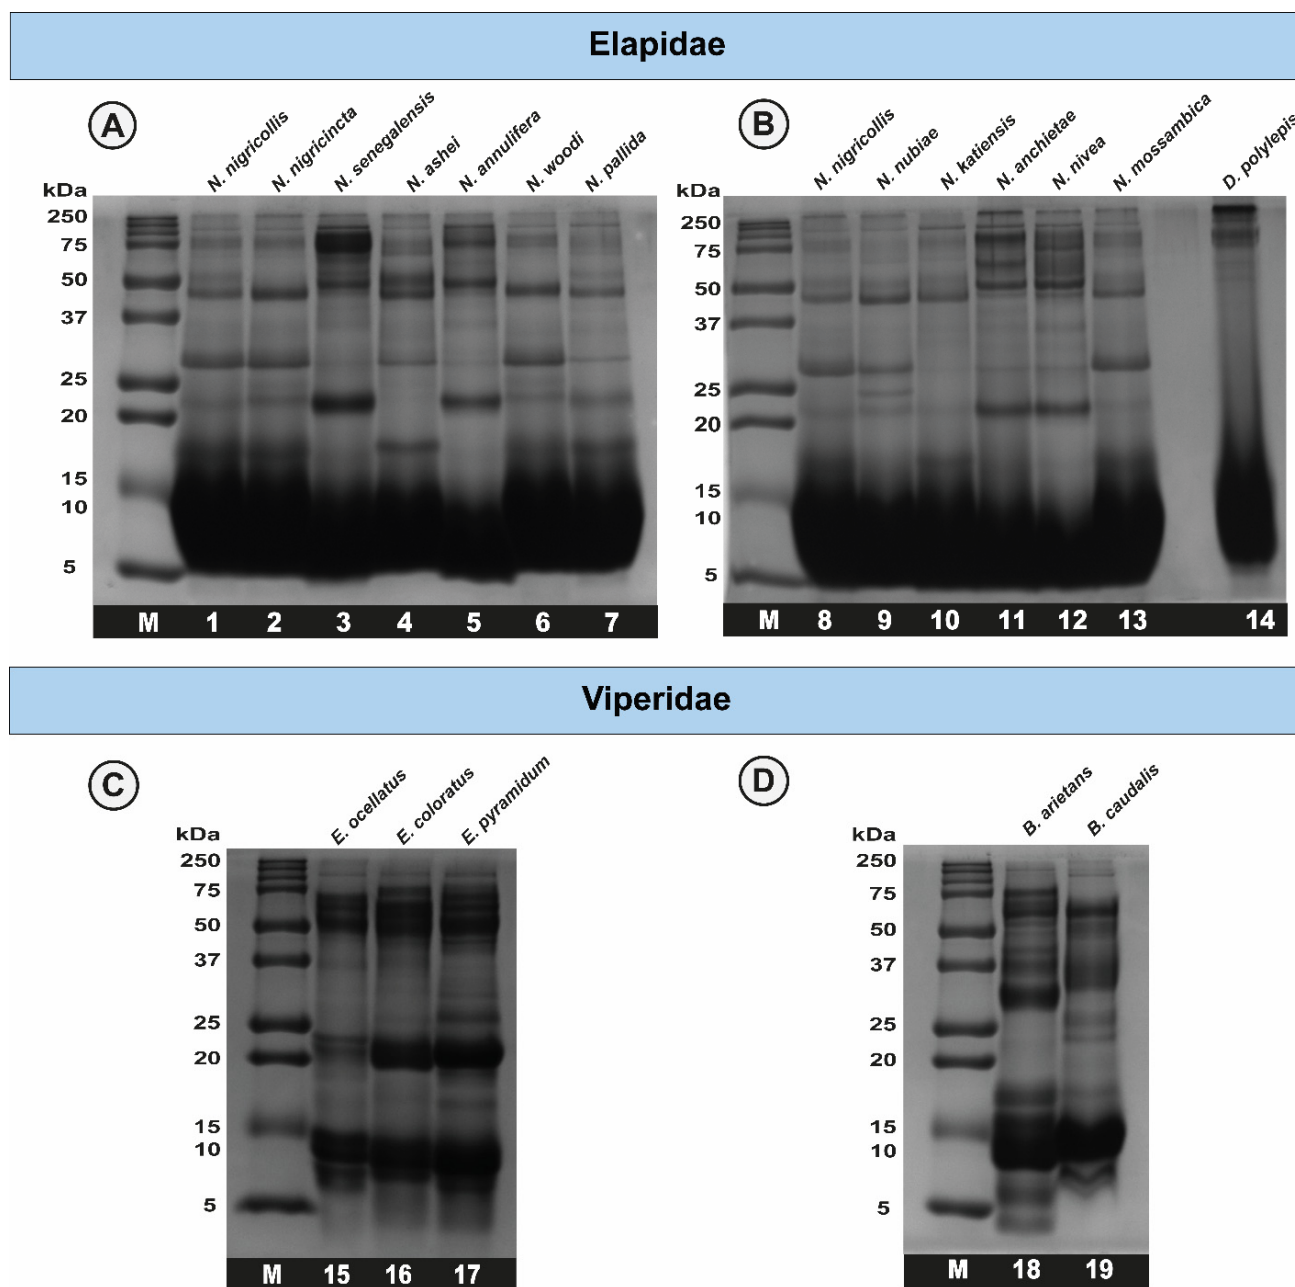 Elapidae
A
N. nigricollis
N. nigricincta
N. senegalensis
N. ashei
N. annulifera
N. woodi
N. pallida
kDa
250
75
50
37
25
20
15
10
5
M 1 2 3 4 5 6 7
B
N. nigricollis
N. nubiae
N. katiensis
N. anchietae
N. nivea
N. mossambica
D. polylepis
kDa
250
75
50
37
25
20
15
10
5
M 8 9 10 11 12 13 14
Viperidae
C
E. ocellatus
E. coloratus
E. pyramidum
kDa
250
75
50
37
25
20
15
10
5
M 15 16 17
D
B. arietans
B. caudalis
kDa
250
75
50
37
25
20
15
10
5
M 18 19